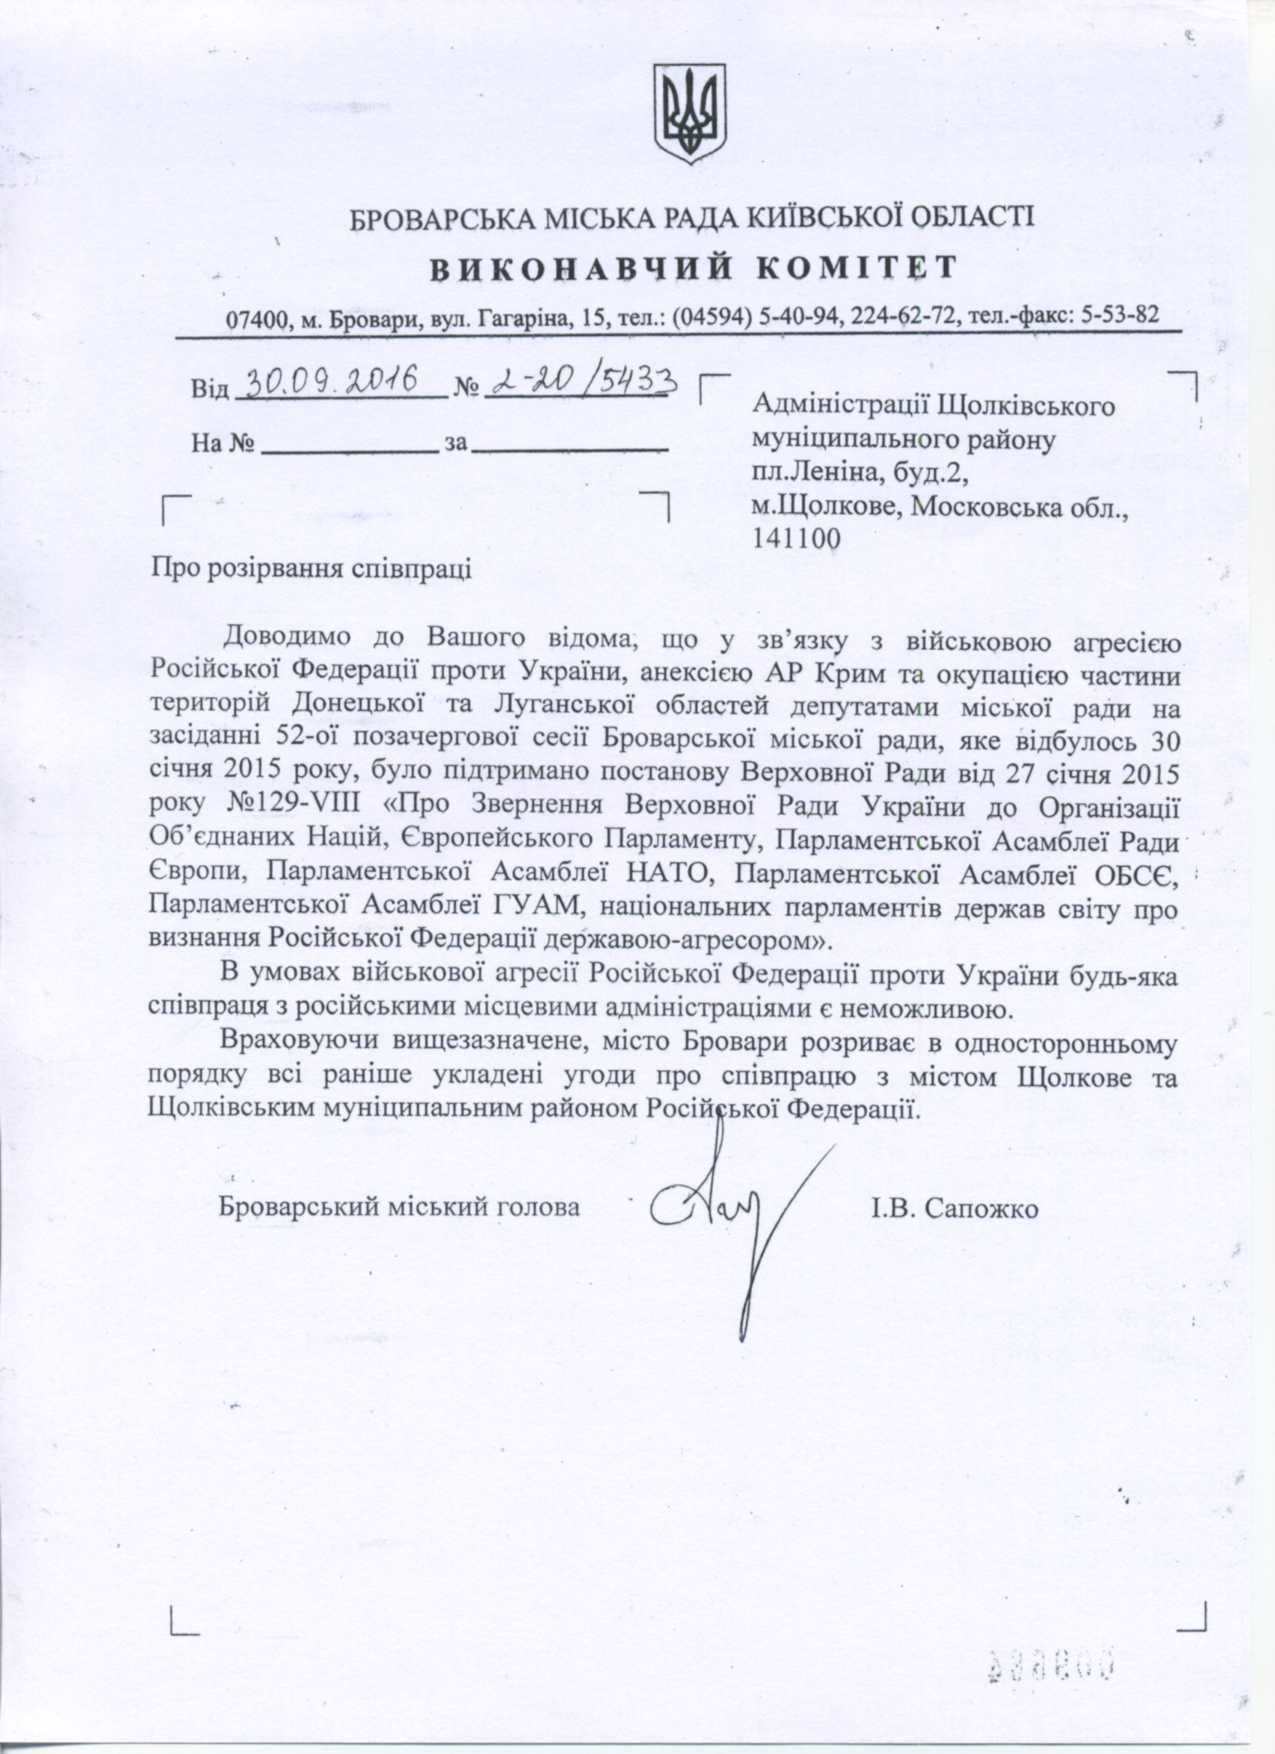 БРОВАРСЬКА МІСЬКА РАДА КИЇВСЬКОЇ ОБЛАСТІ
ВИКОНАВЧИЙ КОМІТЕТ
07400, м. Бровари, вул. Гагаріна, 15, тел.: (04594) 5-40-94, 224-62-72, тел.-факс: 5-53-82
Від 30.09.2016 № 2-20/5433
На № за
Адміністрації Щолківського
муніципального району
пл.Леніна, буд.2,
м.Щолкове, Московська обл.,
141100
Про розірвання співпраці
Доводимо до Вашого відома, що у зв’язку з військовою агресією
Російської Федерації проти України, анексією АР Крим та окупацією частини
територій Донецької та Луганської областей депутатами міської ради на
засіданні 52-ої позачергової сесії Броварської міської ради, яке відбулось 30
січня 2015 року, було підтримано постанову Верховної Ради від 27 січня 2015
року №129-VIII «Про Звернення Верховної Ради України до Організації
Об’єднаних Націй, Європейського Парламенту, Парламентської Асамблеї Ради
Європи, Парламентської Асамблеї НАТО, Парламентської Асамблеї ОБСЄ,
Парламентської Асамблеї ГУАМ, національних парламентів держав світу про
визнання Російської Федерації державою-агресором».
В умовах військової агресії Російської Федерації проти України будь-яка
співпраця з російськими місцевими адміністраціями є неможливою.
Враховуючи вищезазначене, місто Бровари розриває в односторонньому
порядку всі раніше укладені угоди про співпрацю з містом Щолкове та
Щолківським муніципальним районом Російської Федерації.
Броварський міський голова І.В. Сапожко